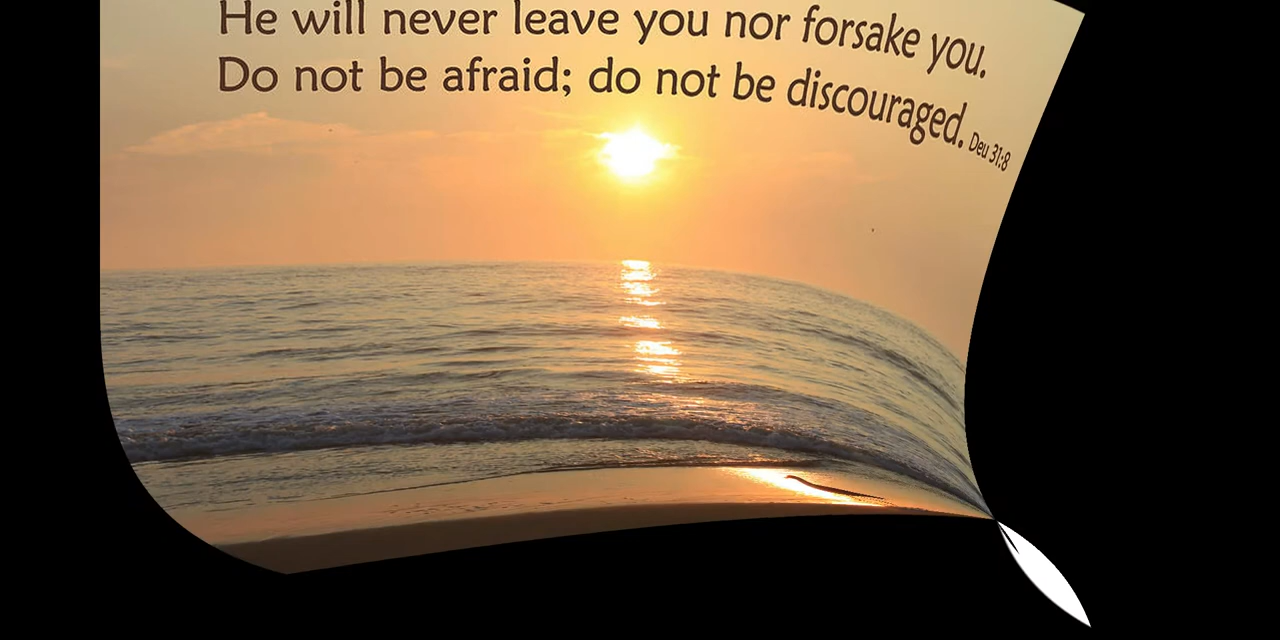 He will never leave you nor forsake you.
Do not be afraid; do not be discouraged. Deu 31:8